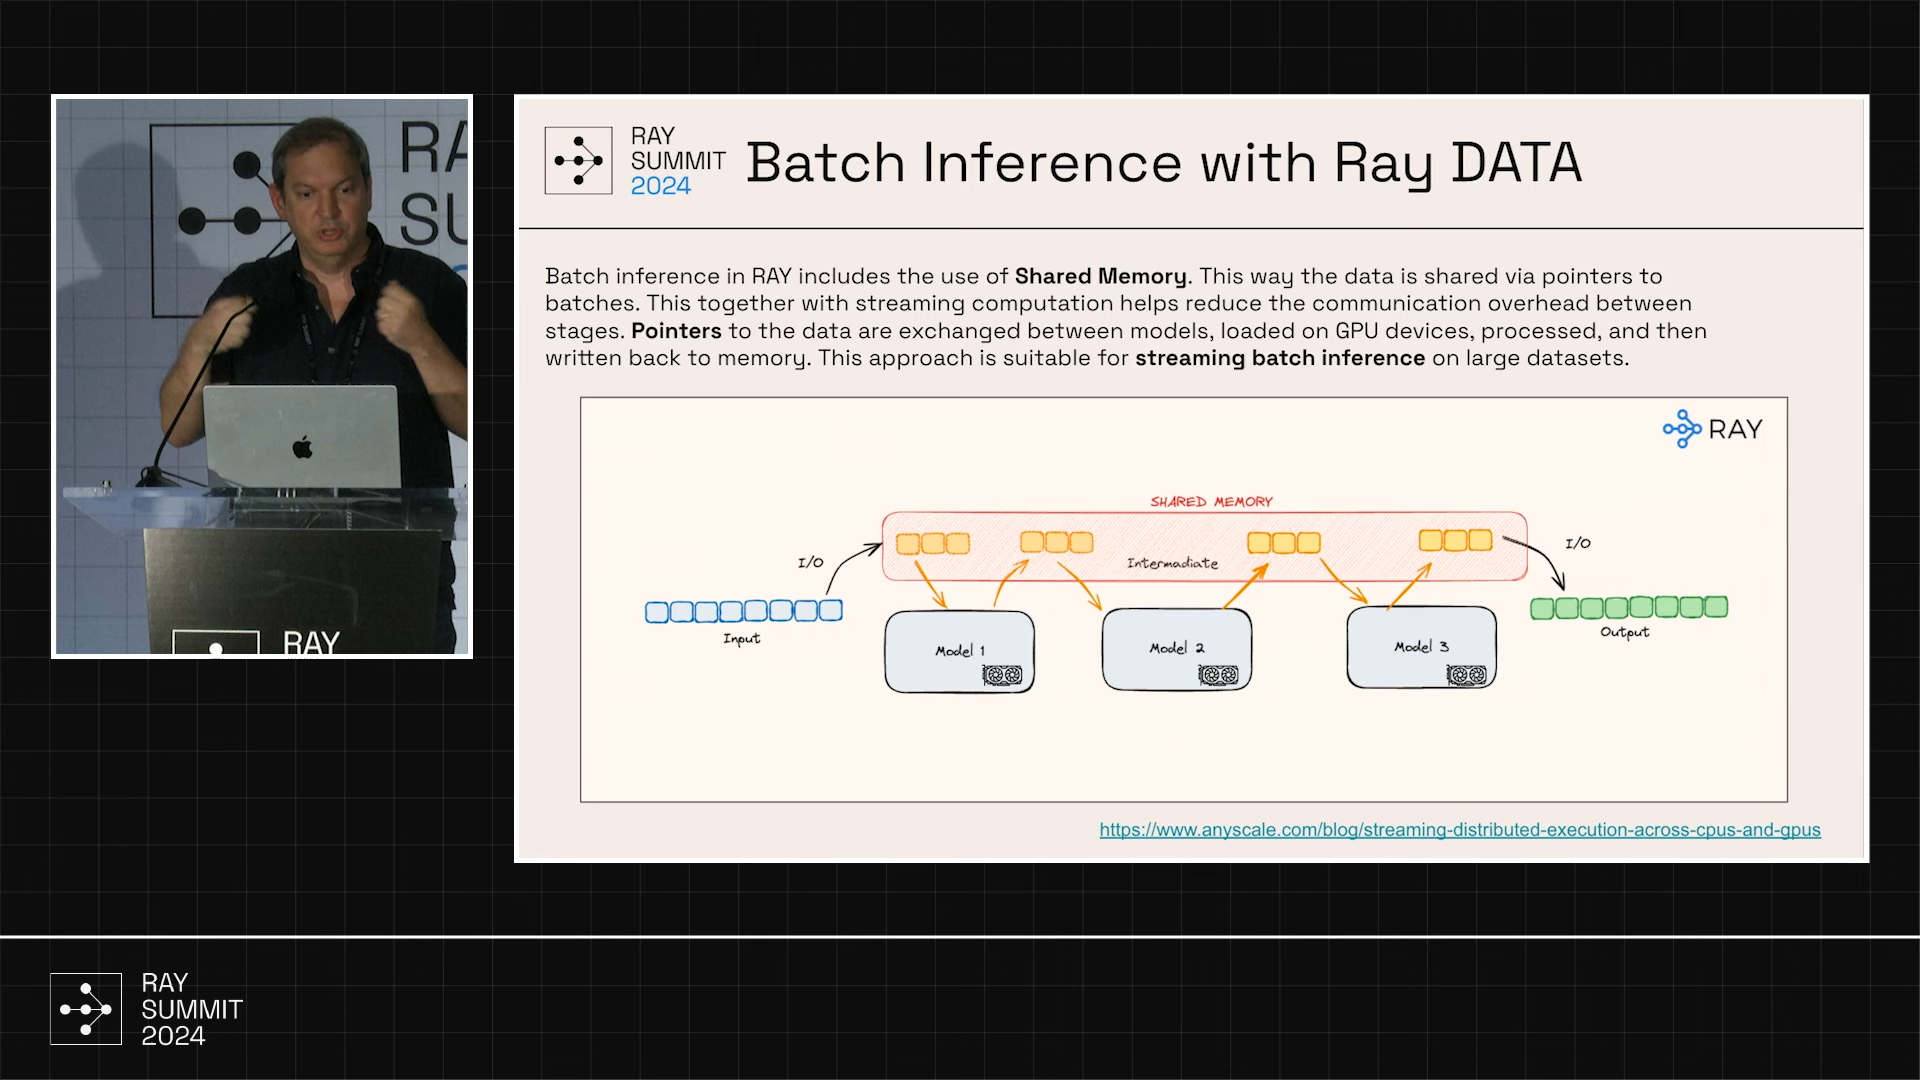 RA
SU
RAY
RAY
SUMMIT
2024
Batch Inference with Ray DATA
Batch inference in RAY includes the use of Shared Memory. This way the data is shared via pointers to
batches. This together with streaming computation helps reduce the communication overhead between
stages. Pointers to the data are exchanged between models, loaded on GPU devices, processed, and then
written back to memory. This approach is suitable for streaming batch inference on large datasets.
RAY
SHARED MEMORY
I/O
Intermadiate
I/O
Input
Model 1
Model 2
Model 3
Output
https://www.anyscale.com/blog/streaming-distributed-execution-across-cpus-and-gpus
RAY
SUMMIT
2024